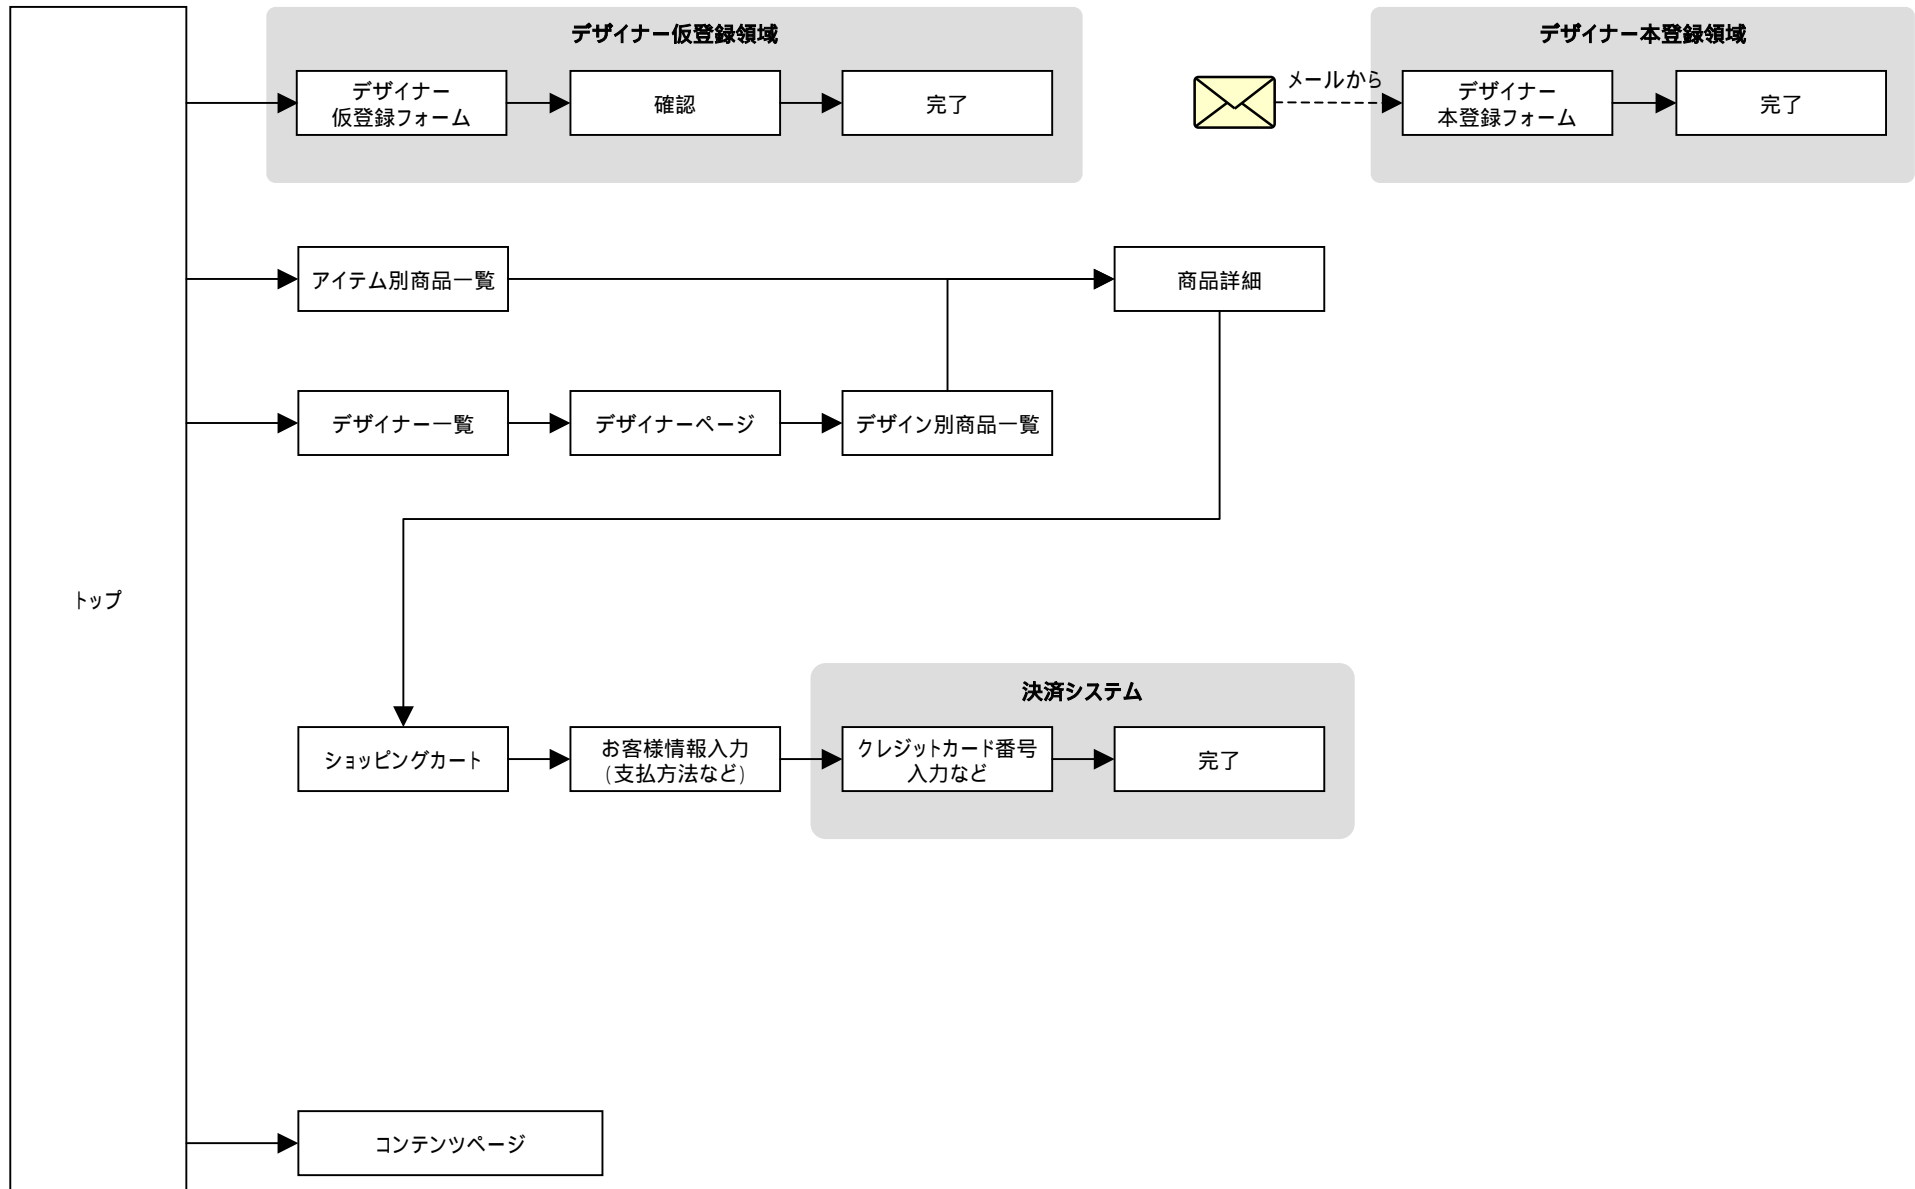 デザイナー仮登録領域
デザイナー本登録領域
デザイナー
仮登録フォーム
確認
完了
メールから
デザイナー
本登録フォーム
完了
アイテム別商品一覧
商品詳細
デザイナー一覧
デザイナーページ
デザイン別商品一覧
トップ
決済システム
ショッピングカート
お客様情報入力
(支払方法など)
クレジットカード番号
入力など
完了
コンテンツページ